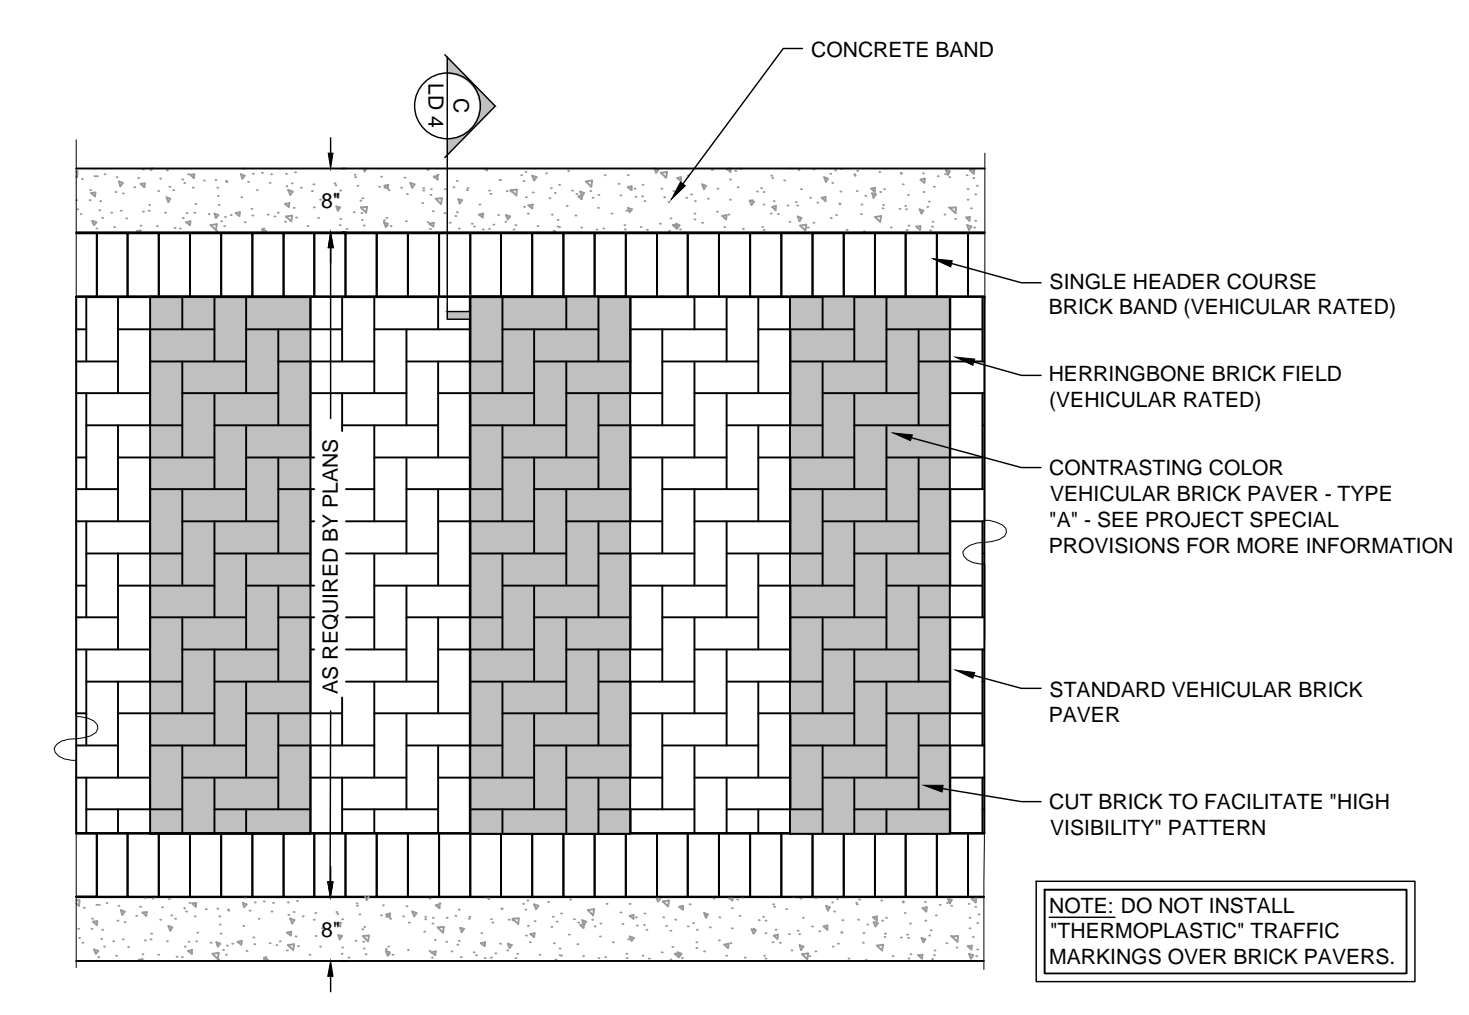 CONCRETE BAND
C
LD 4
8"
SINGLE HEADER COURSE
BRICK BAND (VEHICULAR RATED)
HERRINGBONE BRICK FIELD
(VEHICULAR RATED)
CONTRASTING COLOR
VEHICULAR BRICK PAVER - TYPE
"A" - SEE PROJECT SPECIAL
PROVISIONS FOR MORE INFORMATION
AS REQUIRED BY PLANS
STANDARD VEHICULAR BRICK
PAVER
CUT BRICK TO FACILITATE "HIGH
VISIBILITY" PATTERN
8"
NOTE: DO NOT INSTALL
"THERMOPLASTIC" TRAFFIC
MARKINGS OVER BRICK PAVERS.